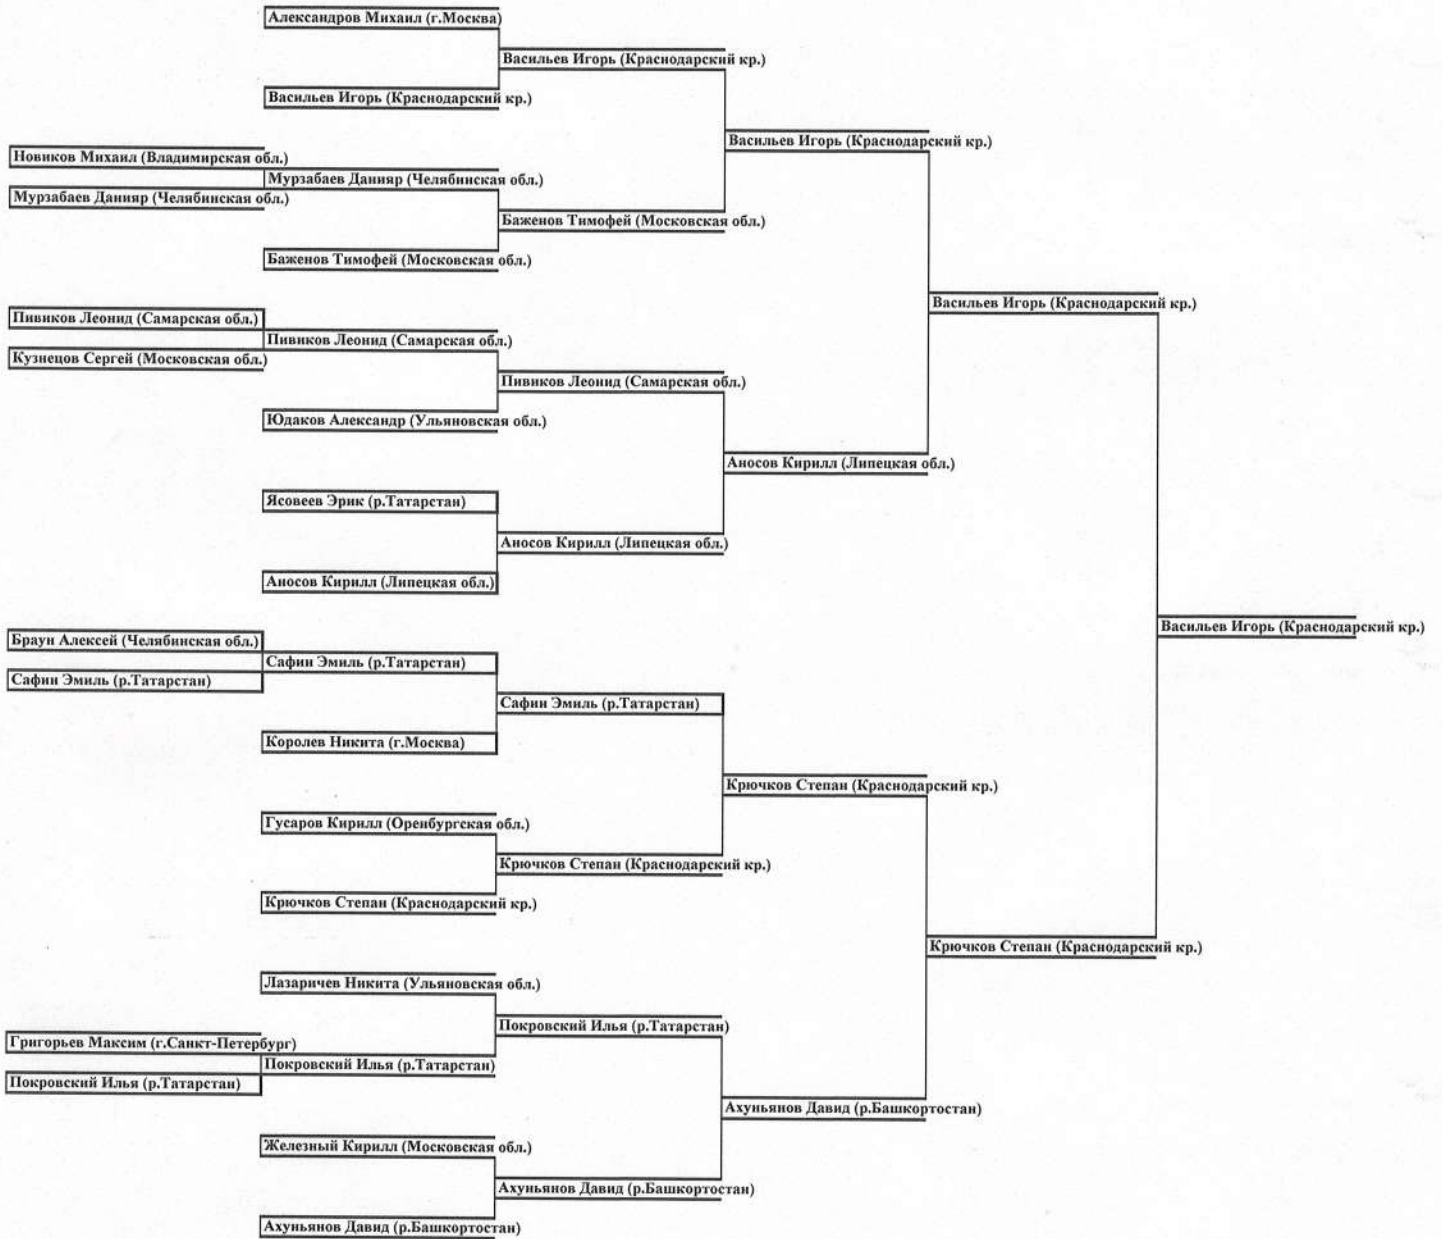 Александров Михаил (г.Москва)
Васильев Игорь (Краснодарский кр.)
Васильев Игорь (Краснодарский кр.)
Васильев Игорь (Краснодарский кр.)
Новиков Михаил (Владимирская обл.)
Мурзабаев Данияр (Челябинская обл.)
Мурзабаев Данияр (Челябинская обл.)
Баженов Тимофей (Московская обл.)
Баженов Тимофей (Московская обл.)
Васильев Игорь (Краснодарский кр.)
Пивиков Леонид (Самарская обл.)
Пивиков Леонид (Самарская обл.)
Кузнецов Сергей (Московская обл.)
Пивиков Леонид (Самарская обл.)
Юдаков Александр (Ульяновская обл.)
Аносов Кирилл (Липецкая обл.)
Ясовеев Эрик (р.Татарстан)
Аносов Кирилл (Липецкая обл.)
Аносов Кирилл (Липецкая обл.)
Васильев Игорь (Краснодарский кр.)
Браун Алексей (Челябинская обл.)
Сафин Эмиль (р.Татарстан)
Сафин Эмиль (р.Татарстан)
Сафин Эмиль (р.Татарстан)
Королев Никита (г.Москва)
Крючков Степан (Краснодарский кр.)
Гусаров Кирилл (Оренбургская обл.)
Крючков Степан (Краснодарский кр.)
Крючков Степан (Краснодарский кр.)
Крючков Степан (Краснодарский кр.)
Лазаричев Никита (Ульяновская обл.)
Покровский Илья (р.Татарстан)
Григорьев Максим (г.Санкт-Петербург)
Покровский Илья (р.Татарстан)
Покровский Илья (р.Татарстан)
Ахуньянов Давид (р.Башкортостан)
Железный Кирилл (Московская обл.)
Ахуньянов Давид (р.Башкортостан)
Ахуньянов Давид (р.Башкортостан)